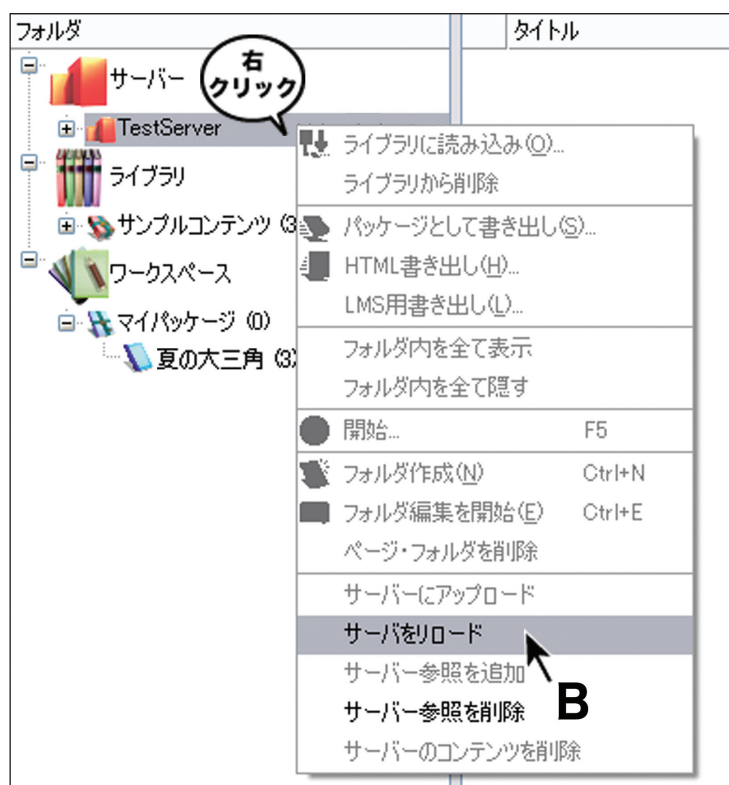 フォルダ
タイトル
サーバー
右
クリック
TestServer
ライブラリ
サンプルコンテンツ (3
ワークスペース
マイパッケージ (0)
夏の大三角 (3)
ライブラリに読み込み(O)...
ライブラリから削除
パッケージとして書き出し(S)...
HTML書き出し(H)...
LMS用書き出し(L)...
フォルダ内を全て表示
フォルダ内を全て隠す
開始... F5
フォルダ作成(N) Ctrl+N
フォルダ編集を開始(E) Ctrl+E
ページ・フォルダを削除
サーバーにアップロード
サーバをリロード
サーバー参照を追加
B
サーバー参照を削除
サーバーのコンテンツを削除